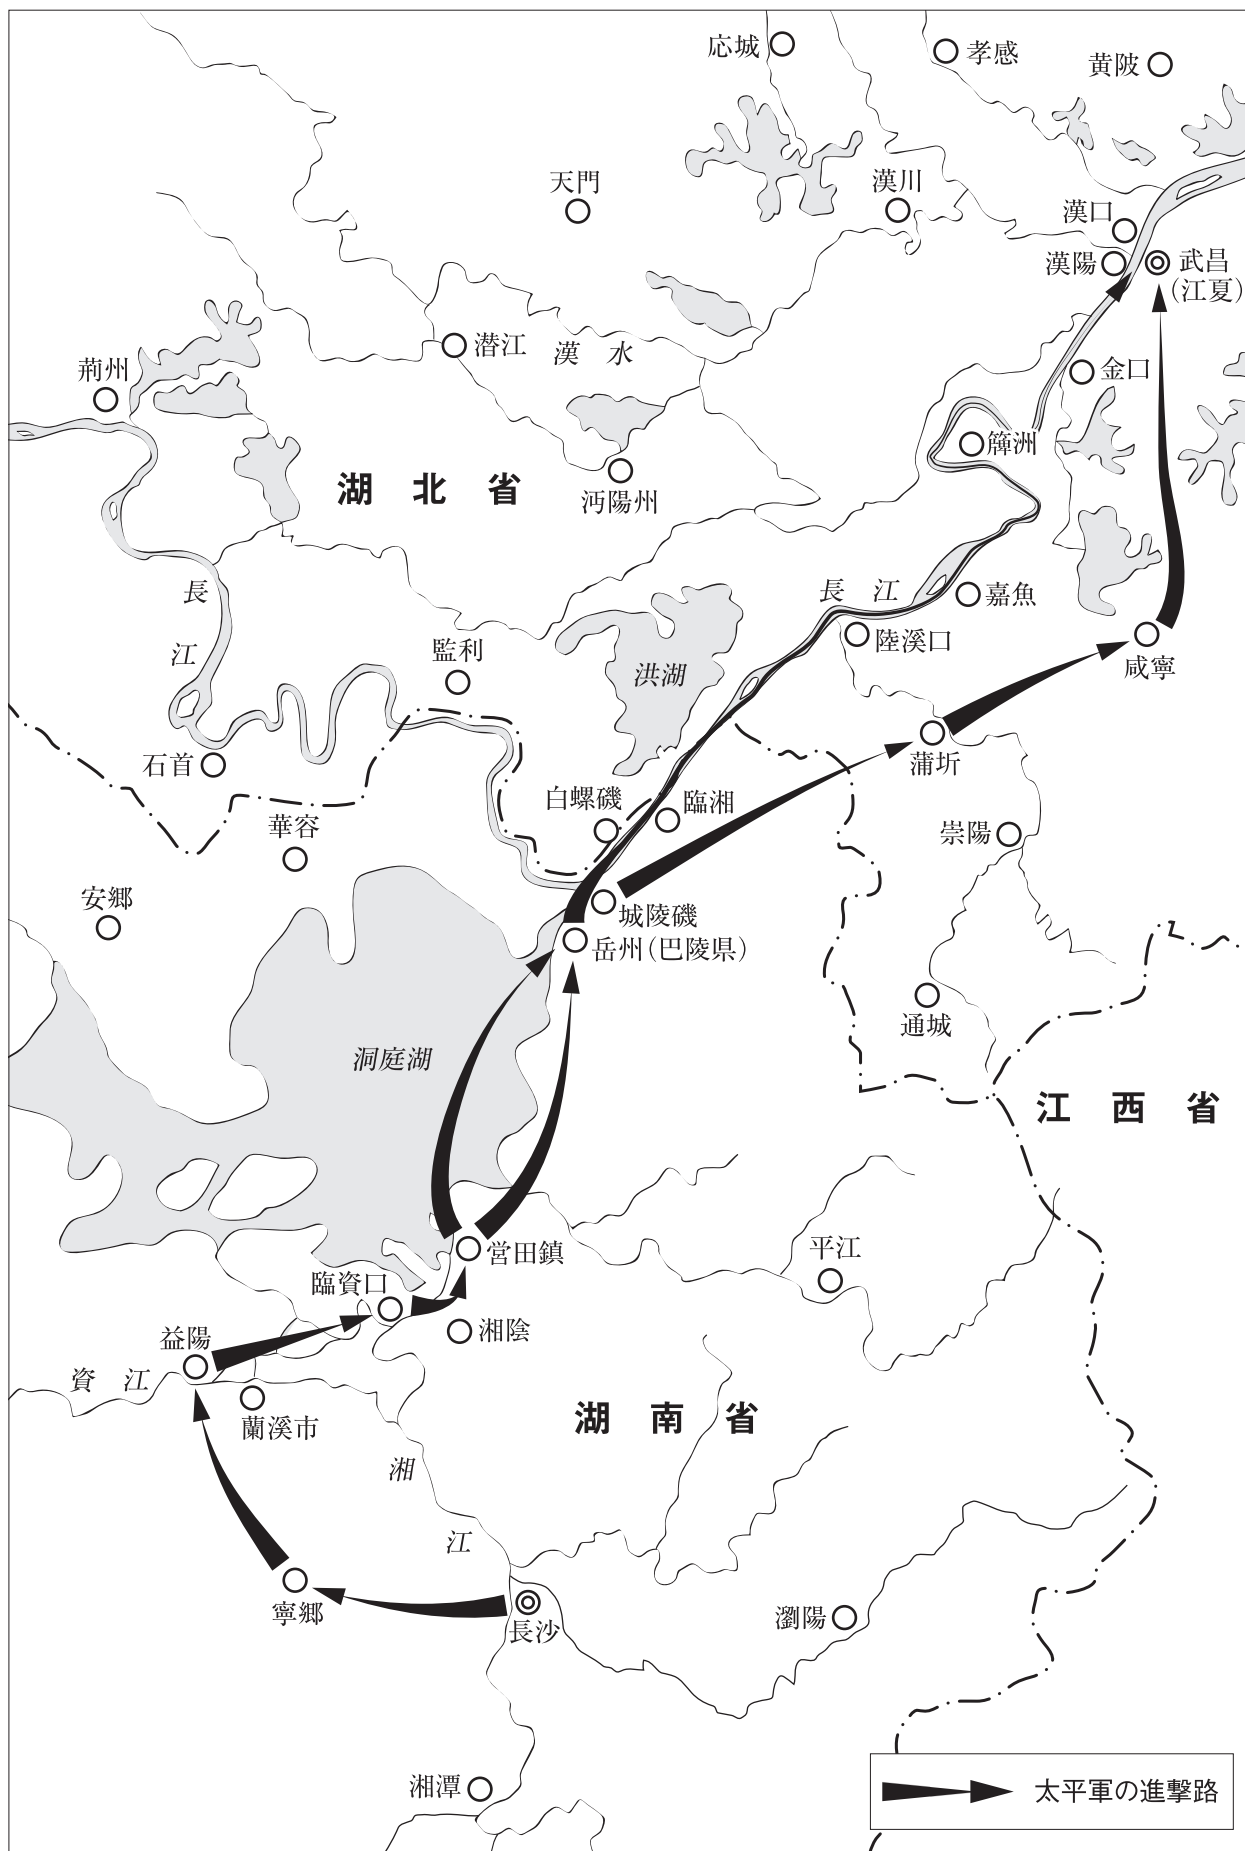 応城
孝感
黄陂
天門
漢川
漢口
漢陽
武昌
(江夏)
潜江
漢水
荊州
金口
簰洲
湖北省
沔陽州
長江
長江
嘉魚
陸溪口
咸寧
監利
洪湖
石首
蒲圻
白螺磯
臨湘
華容
崇陽
安郷
城陵磯
岳州(巴陵県)
通城
洞庭湖
江西省
営田鎮
平江
臨資口
湘陰
益陽
資江
蘭溪市
湖南省
湘江
寧郷
長沙
瀏陽
湘潭
太平軍の進撃路